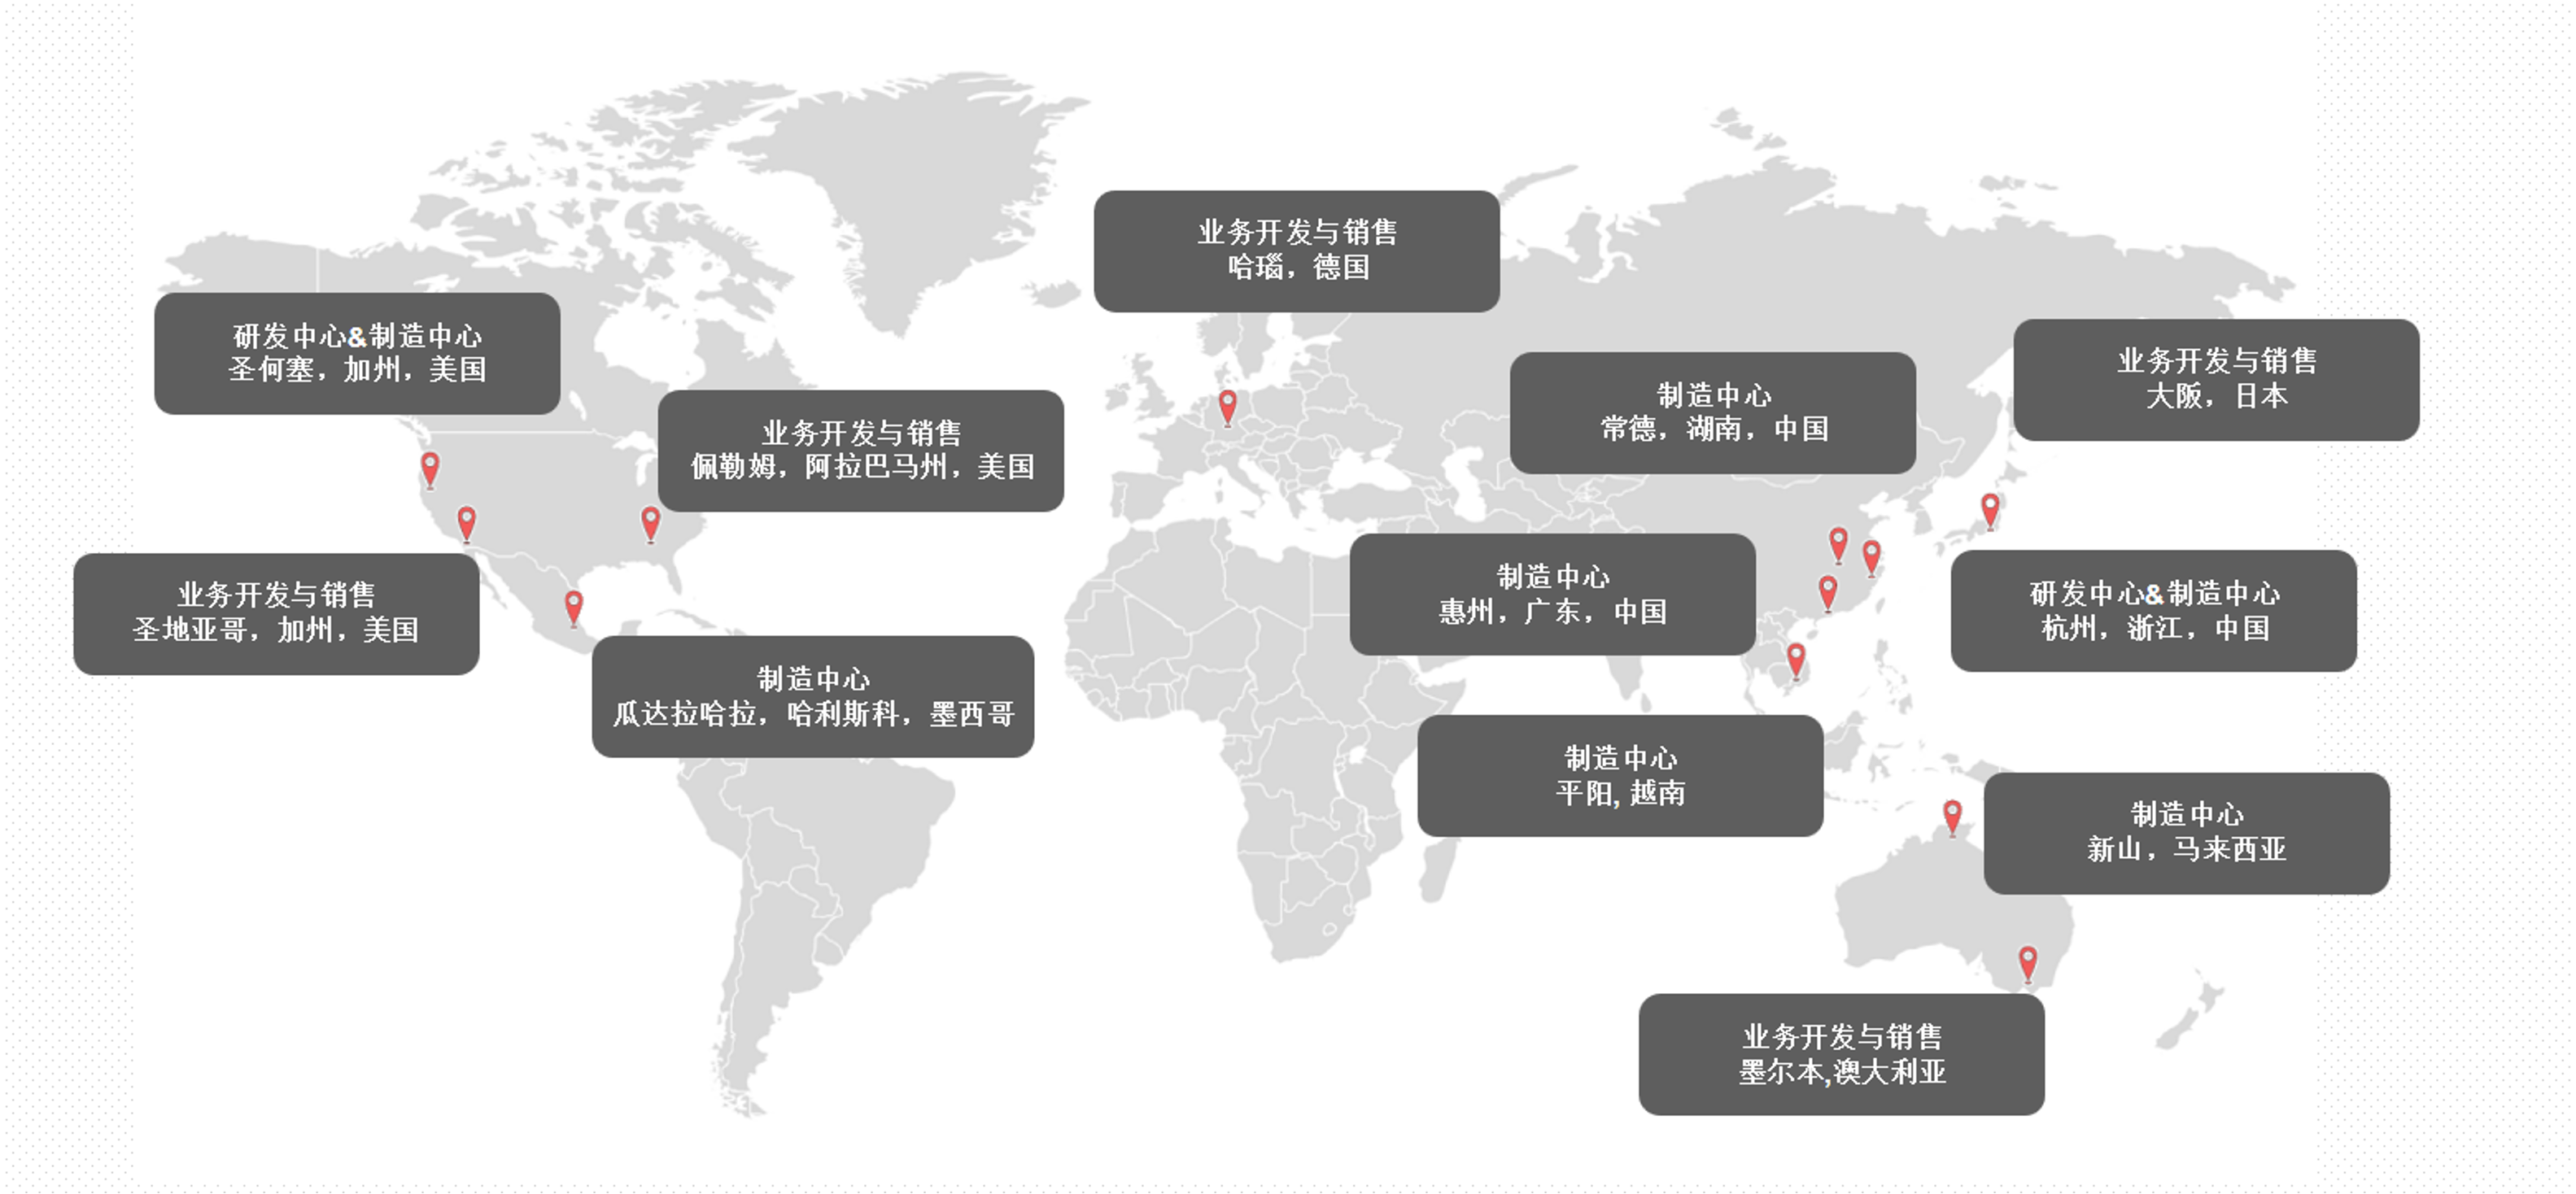 业务开发与销售
哈瑙，德国
研发中心&制造中心
圣何塞，加州，美国
业务开发与销售
大阪，日本
制造中心
常德，湖南，中国
业务开发与销售
佩勒姆，阿拉巴马州，美国
制造中心
惠州，广东，中国
业务开发与销售
圣地亚哥，加州，美国
研发中心&制造中心
杭州，浙江，中国
制造中心
瓜达拉哈拉，哈利斯科，墨西哥
制造中心
平阳, 越南
制造中心
新山，马来西亚
业务开发与销售
墨尔本,澳大利亚